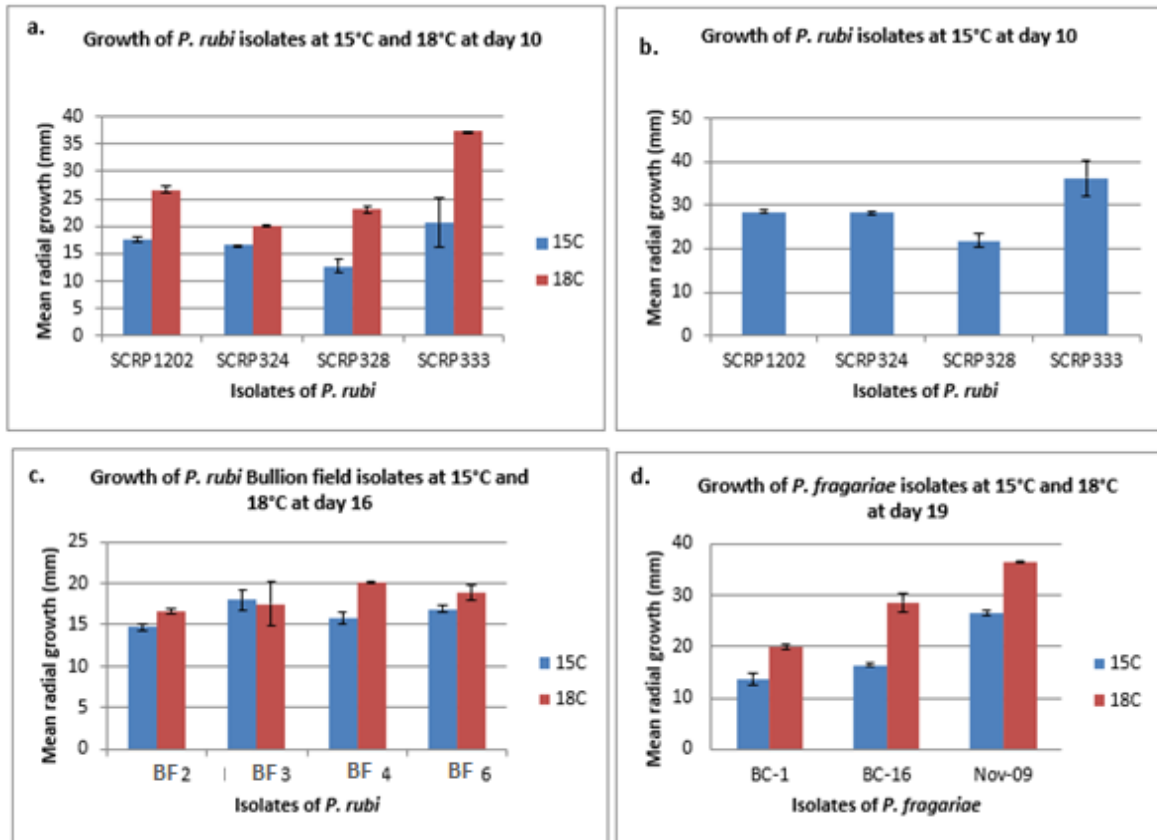 a.
Growth of P. rubi isolates at 15°C and 18°C at day 10
Mean radial growth (mm)
40
35
30
25
20
15
10
5
0
SCRP1202 SCRP324 SCRP328 SCRP333
Isolates of P. rubi
15C
18C
b.
Growth of P. rubi isolates at 15°C at day 10
Mean radial growth (mm)
50
40
30
20
10
0
SCRP1202 SCRP324 SCRP328 SCRP333
Isolates of P. rubi
c.
Growth of P. rubi Bullion field isolates at 15°C and
18°C at day 16
Mean radial growth (mm)
25
20
15
10
5
0
BF 2 BF 3 BF 4 BF 6
Isolates of P. rubi
15C
18C
d.
Growth of P. fragariae isolates at 15°C and 18°C
at day 19
Mean radial growth (mm)
40
30
20
10
0
BC-1 BC-16 Nov-09
Isolates of P. fragariae
15C
18C